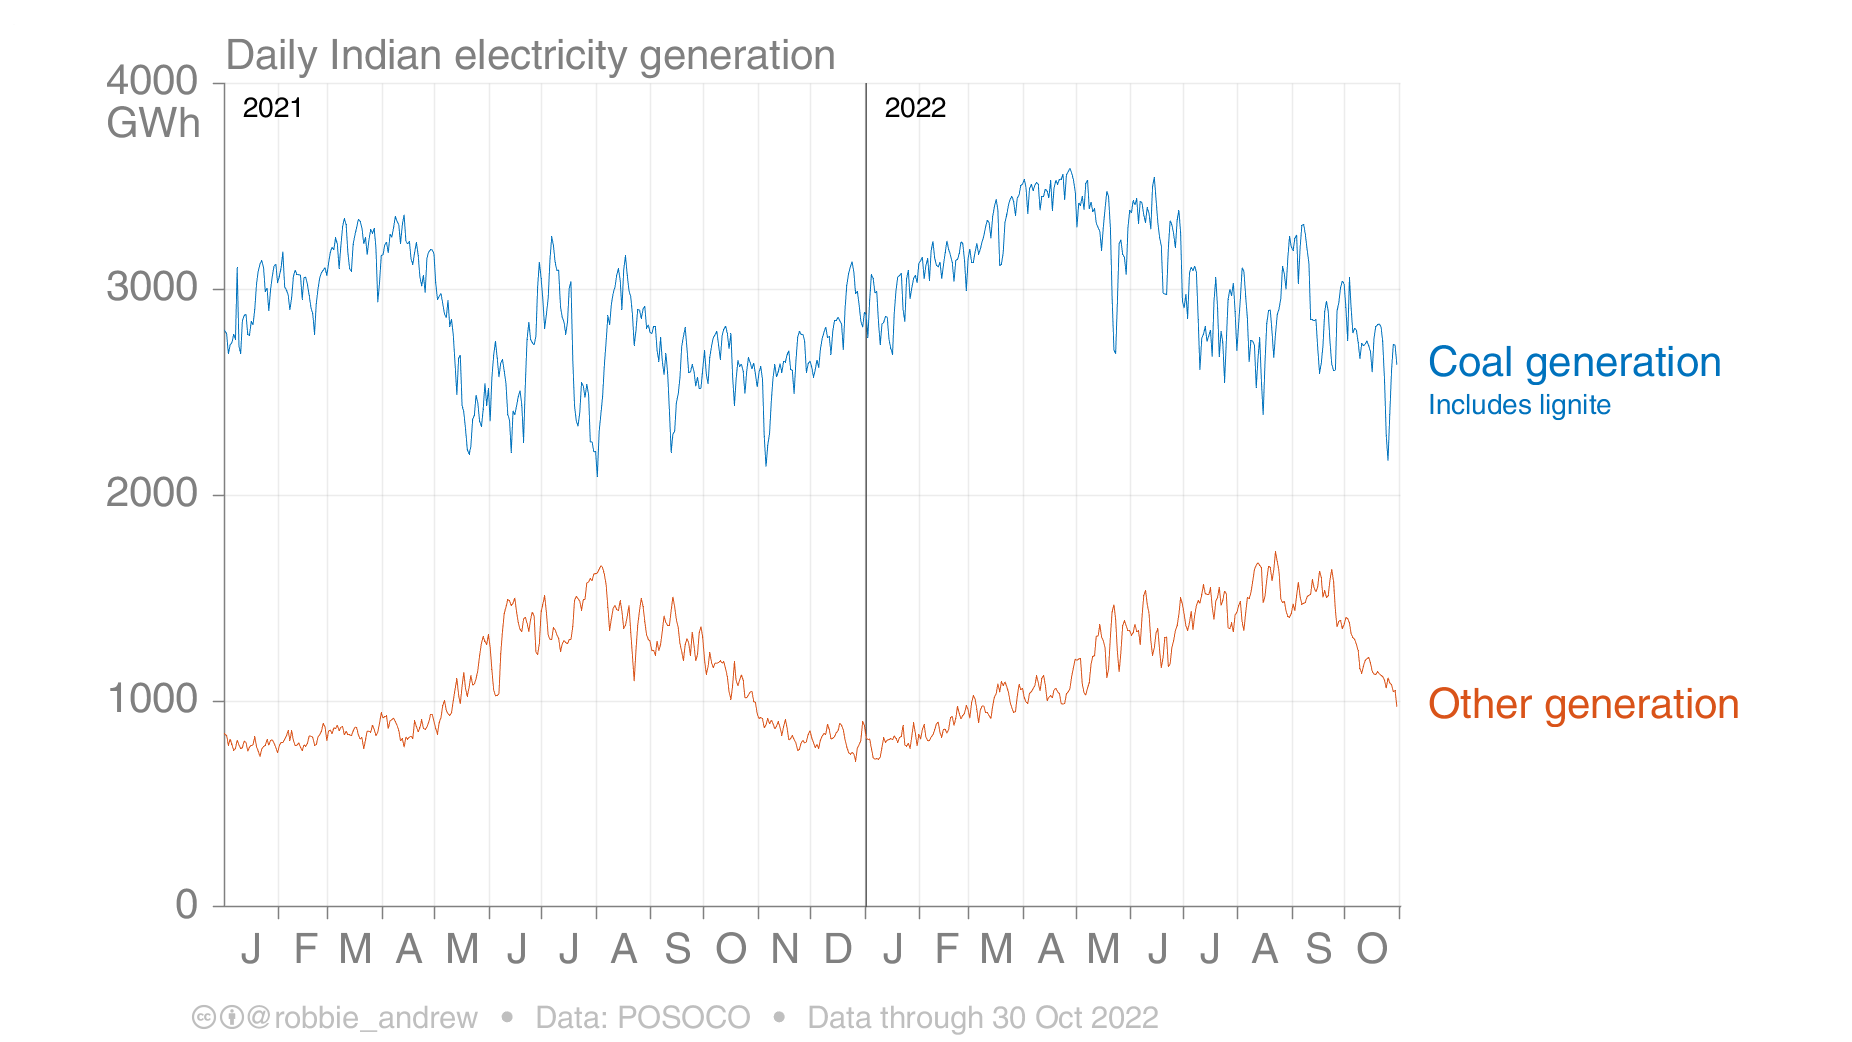 Daily Indian electricity generation
4000
GWh
2021
2022
3000
2000
1000
0
Coal generation
Includes lignite
Other generation
J F M A M J J A S O N D J F M A M J J A S O
cc @robbie_andrew • Data: POSOCO • Data through 30 Oct 2022